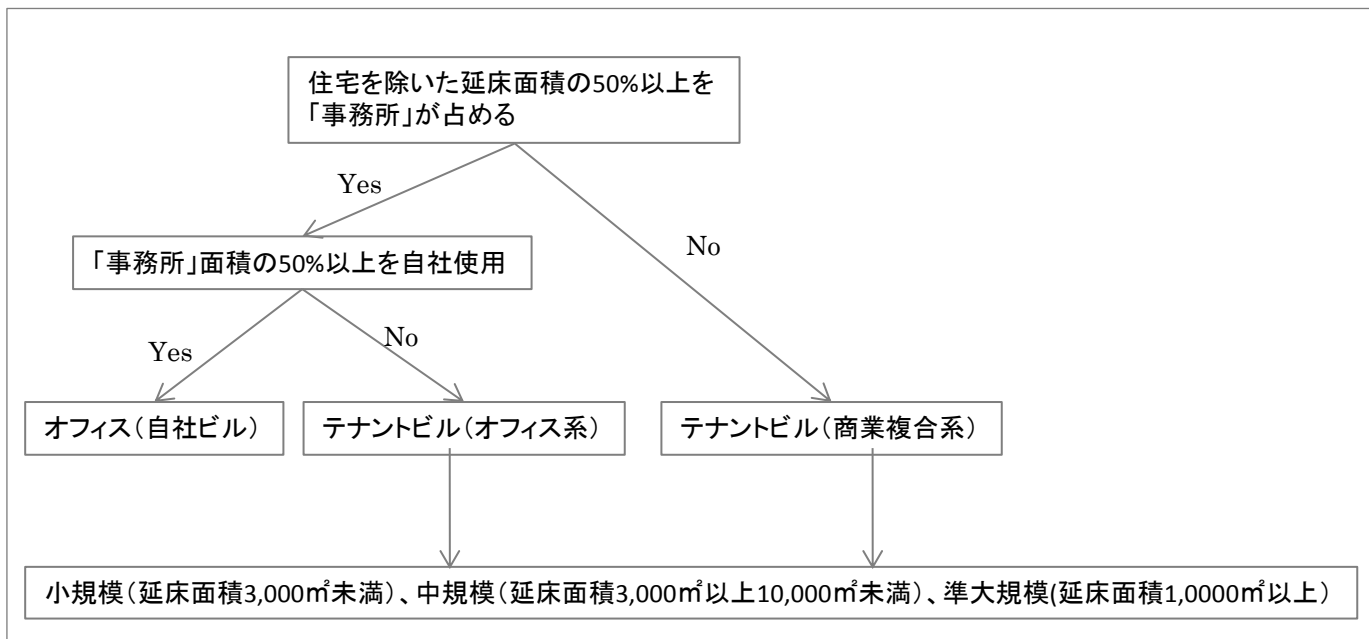 住宅を除いた延床面積の50%以上を
「事務所」が占める
Yes
No
「事務所」面積の50%以上を自社使用
Yes
No
オフィス(自社ビル)
テナントビル(オフィス系)
テナントビル(商業複合系)
小規模(延床面積3,000㎡未満)、中規模(延床面積3,000㎡以上10,000㎡未満)、準大規模(延床面積1,0000㎡以上)